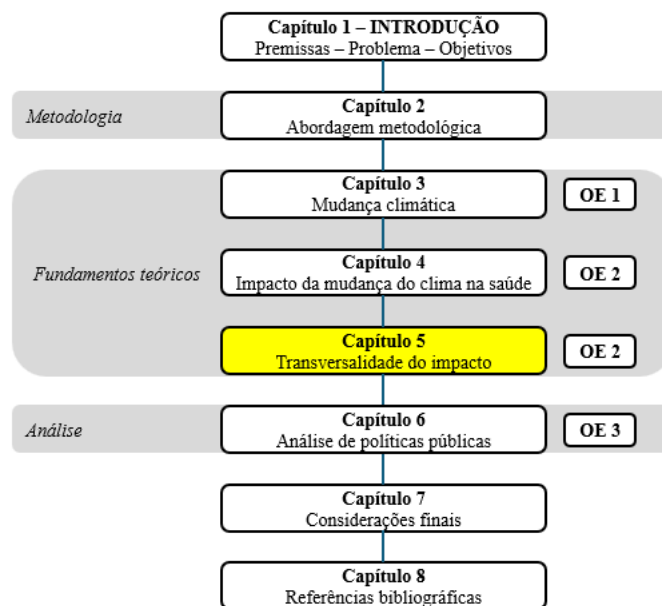 Capítulo 1 – INTRODUÇÃO
Premissas – Problema – Objetivos
Metodologia
Capítulo 2
Abordagem metodológica
Capítulo 3
Mudança climática
OE 1
Fundamentos teóricos
Capítulo 4
Impacto da mudança do clima na saúde
OE 2
Capítulo 5
Transversalidade do impacto
OE 2
Análise
Capítulo 6
Análise de políticas públicas
OE 3
Capítulo 7
Considerações finais
Capítulo 8
Referências bibliográficas